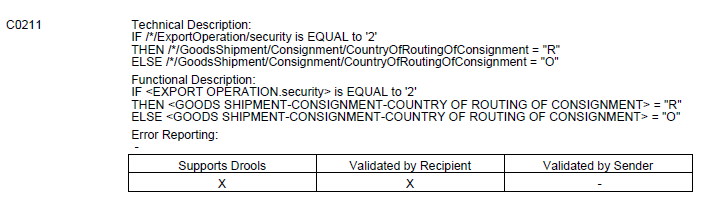 C0211
Technical Description:
IF /*/ExportOperation/security is EQUAL to '2'
THEN /*/GoodsShipment/Consignment/CountryOfRoutingOfConsignment = "R"
ELSE /*/GoodsShipment/Consignment/CountryOfRoutingOfConsignment = "O"
Functional Description:
IF <EXPORT OPERATION.security> is EQUAL to '2'
THEN <GOODS SHIPMENT-CONSIGNMENT-COUNTRY OF ROUTING OF CONSIGNMENT> = "R"
ELSE <GOODS SHIPMENT-CONSIGNMENT-COUNTRY OF ROUTING OF CONSIGNMENT> = "O"
Error Reporting:
-
Supports Drools Validated by Recipient Validated by Sender
X X -